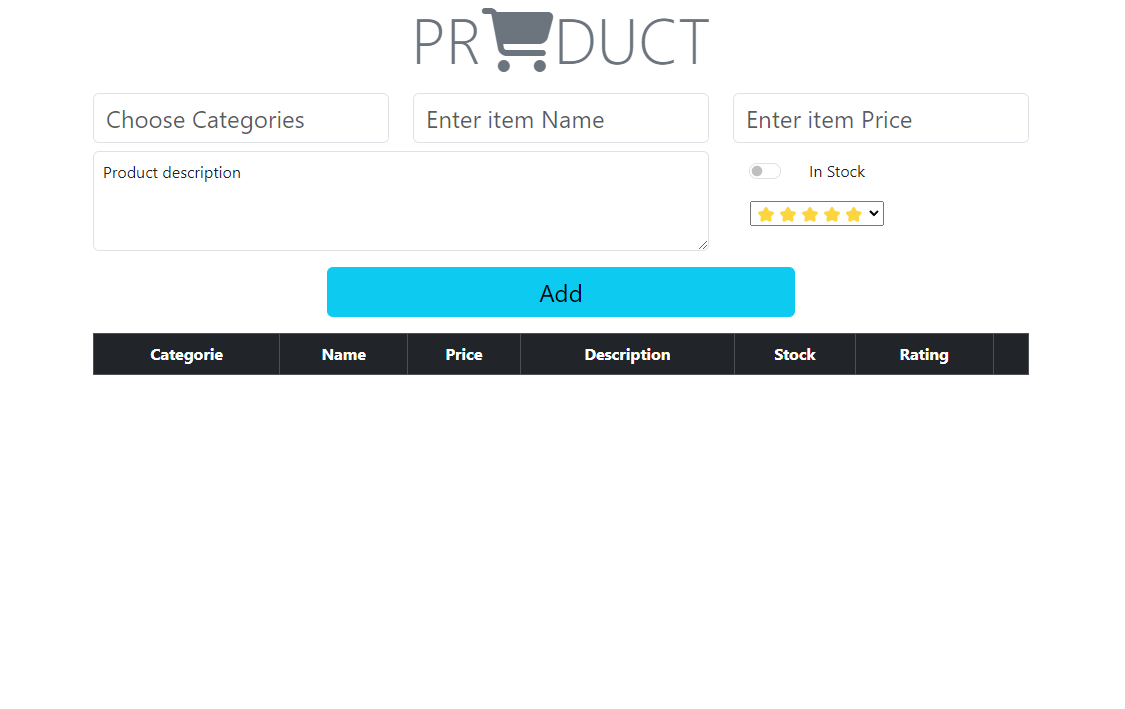 PR DUCT
Choose Categories Enter item Name Enter item Price
Product description
In Stock
Add
Categorie Name Price Description Stock Rating